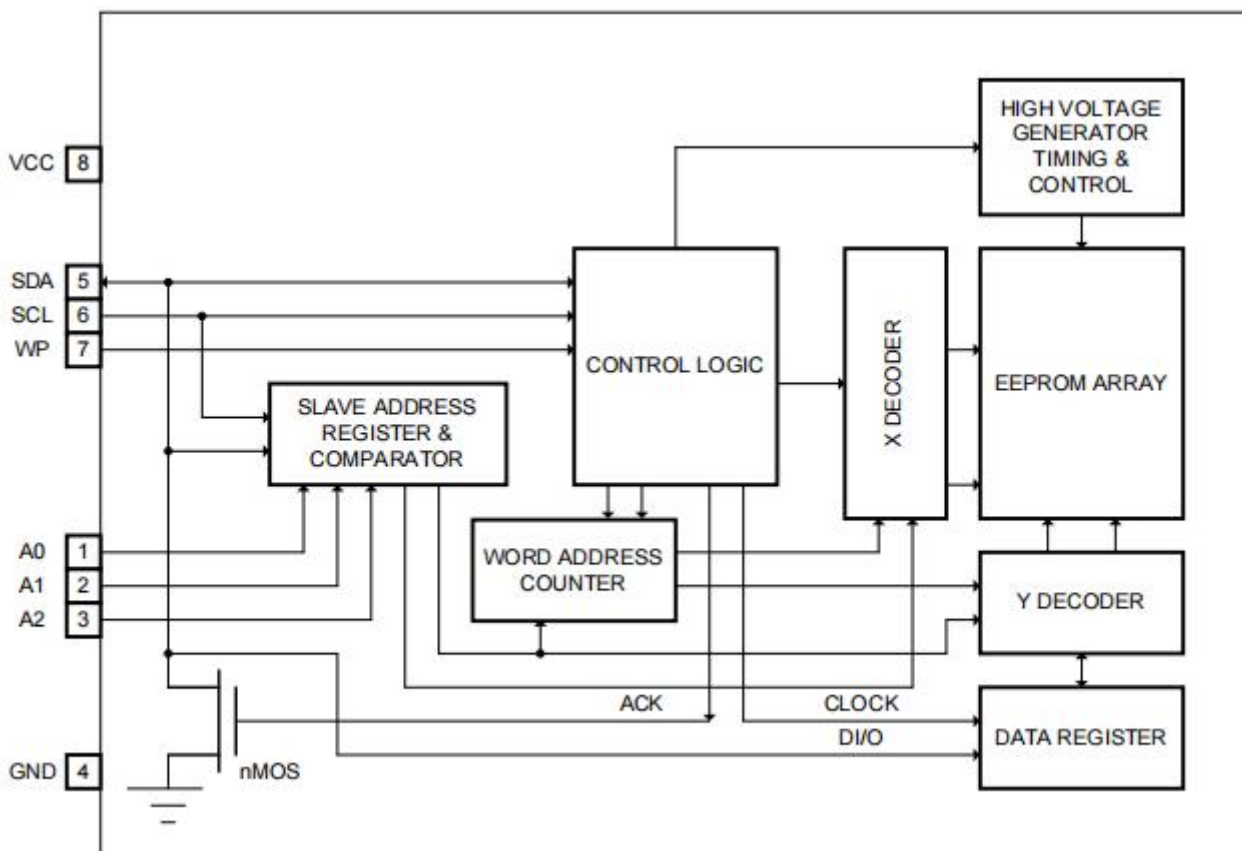 HIGH VOLTAGE
GENERATOR
TIMING &
CONTROL
VCC 8
SDA 5
SCL 6
WP 7
CONTROL LOGIC
X DECODER
EEPROM ARRAY
SLAVE ADDRESS
REGISTER &
COMPARATOR
A0 1
A1 2
A2 3
WORD ADDRESS
COUNTER
Y DECODER
ACK
CLOCK
DI/O
DATA REGISTER
GND 4
nMOS